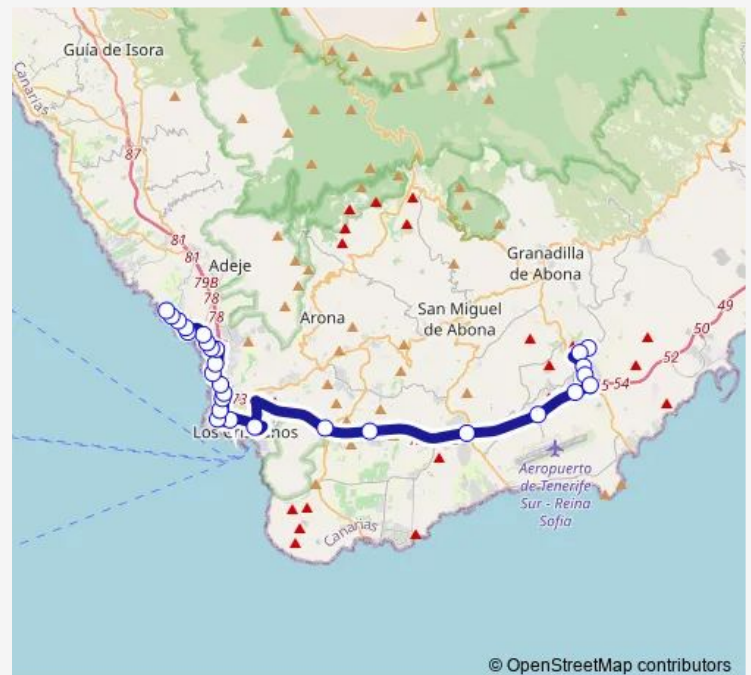 Guía de Isora
Canarias
87
81
81
Adeje
79B
78
78
Granadilla
de Abona
49
San Miguel
de Abona
50
Arona
52
54
73
Aeropuerto
de Tenerife
Sur - Reina
Sofia
Canarias
© OpenStreetMap contributors